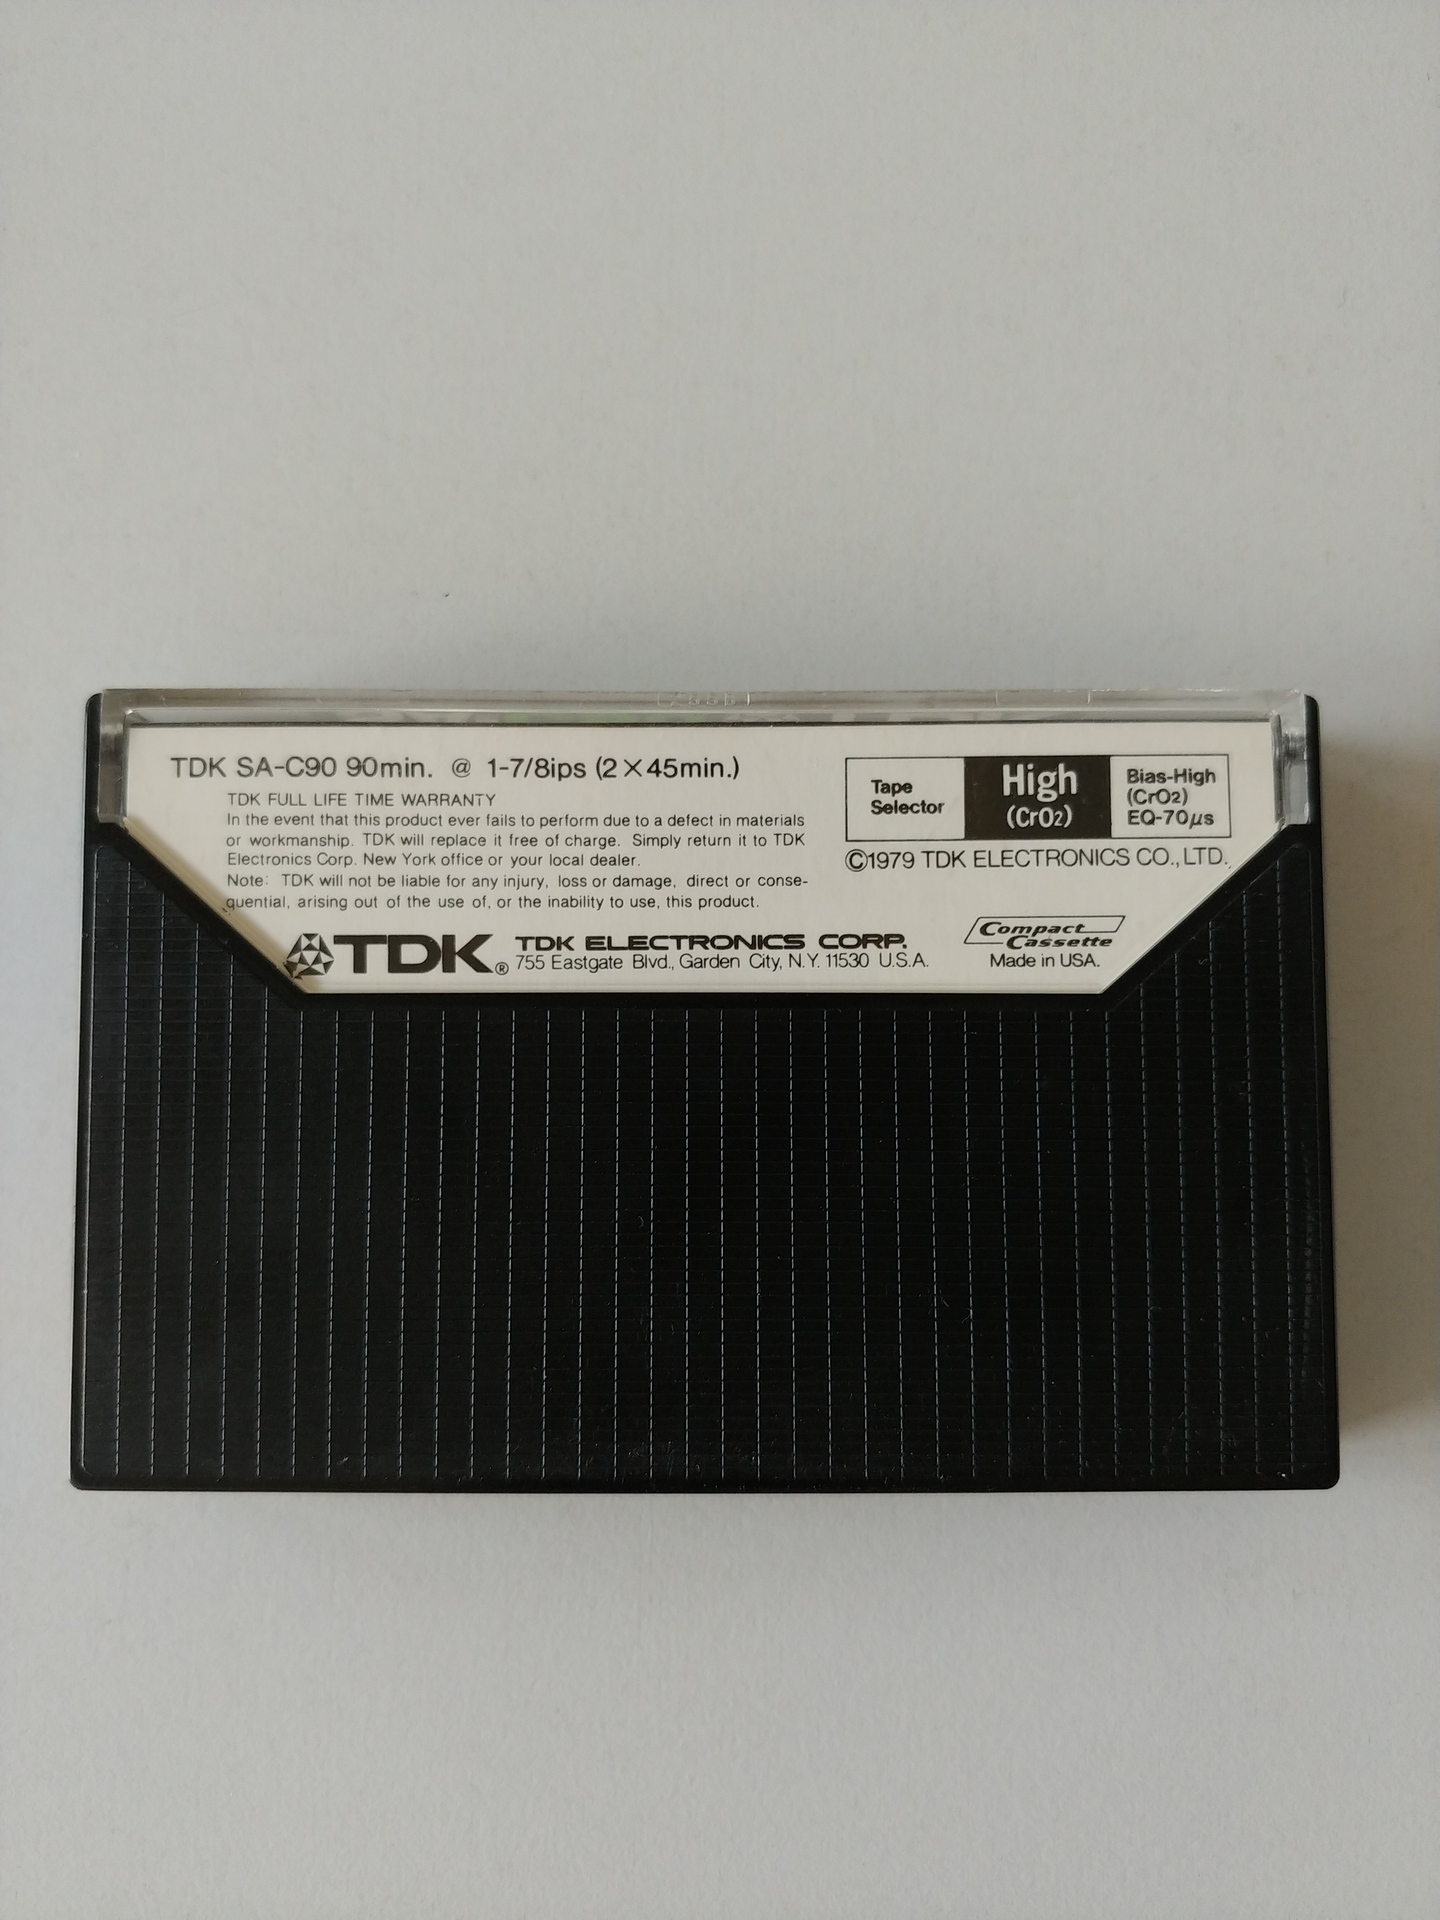 TDK SA-C90 90min. @ 1-7/8ips (2×45min.)
TDK FULL LIFE TIME WARRANTY
In the event that this product ever fails to perform due to a defect in materials
or workmanship. TDK will replace it free of charge. Simply return it to TDK
Electronics Corp. New York office or your local dealer.
Note: TDK will not be liable for any injury, loss or damage, direct or conse-
quential, arising out of the use of, or the inability to use, this product.
Tape
Selector
High
(CrO2)
Bias-High
(CrO2)
EQ-70µs
©1979 TDK ELECTRONICS CO., LTD.
TDK®
TDK ELECTRONICS CORP.
755 Eastgate Blvd., Garden City, N.Y. 11530 U.S.A.
Compact
Cassette
Made in USA.